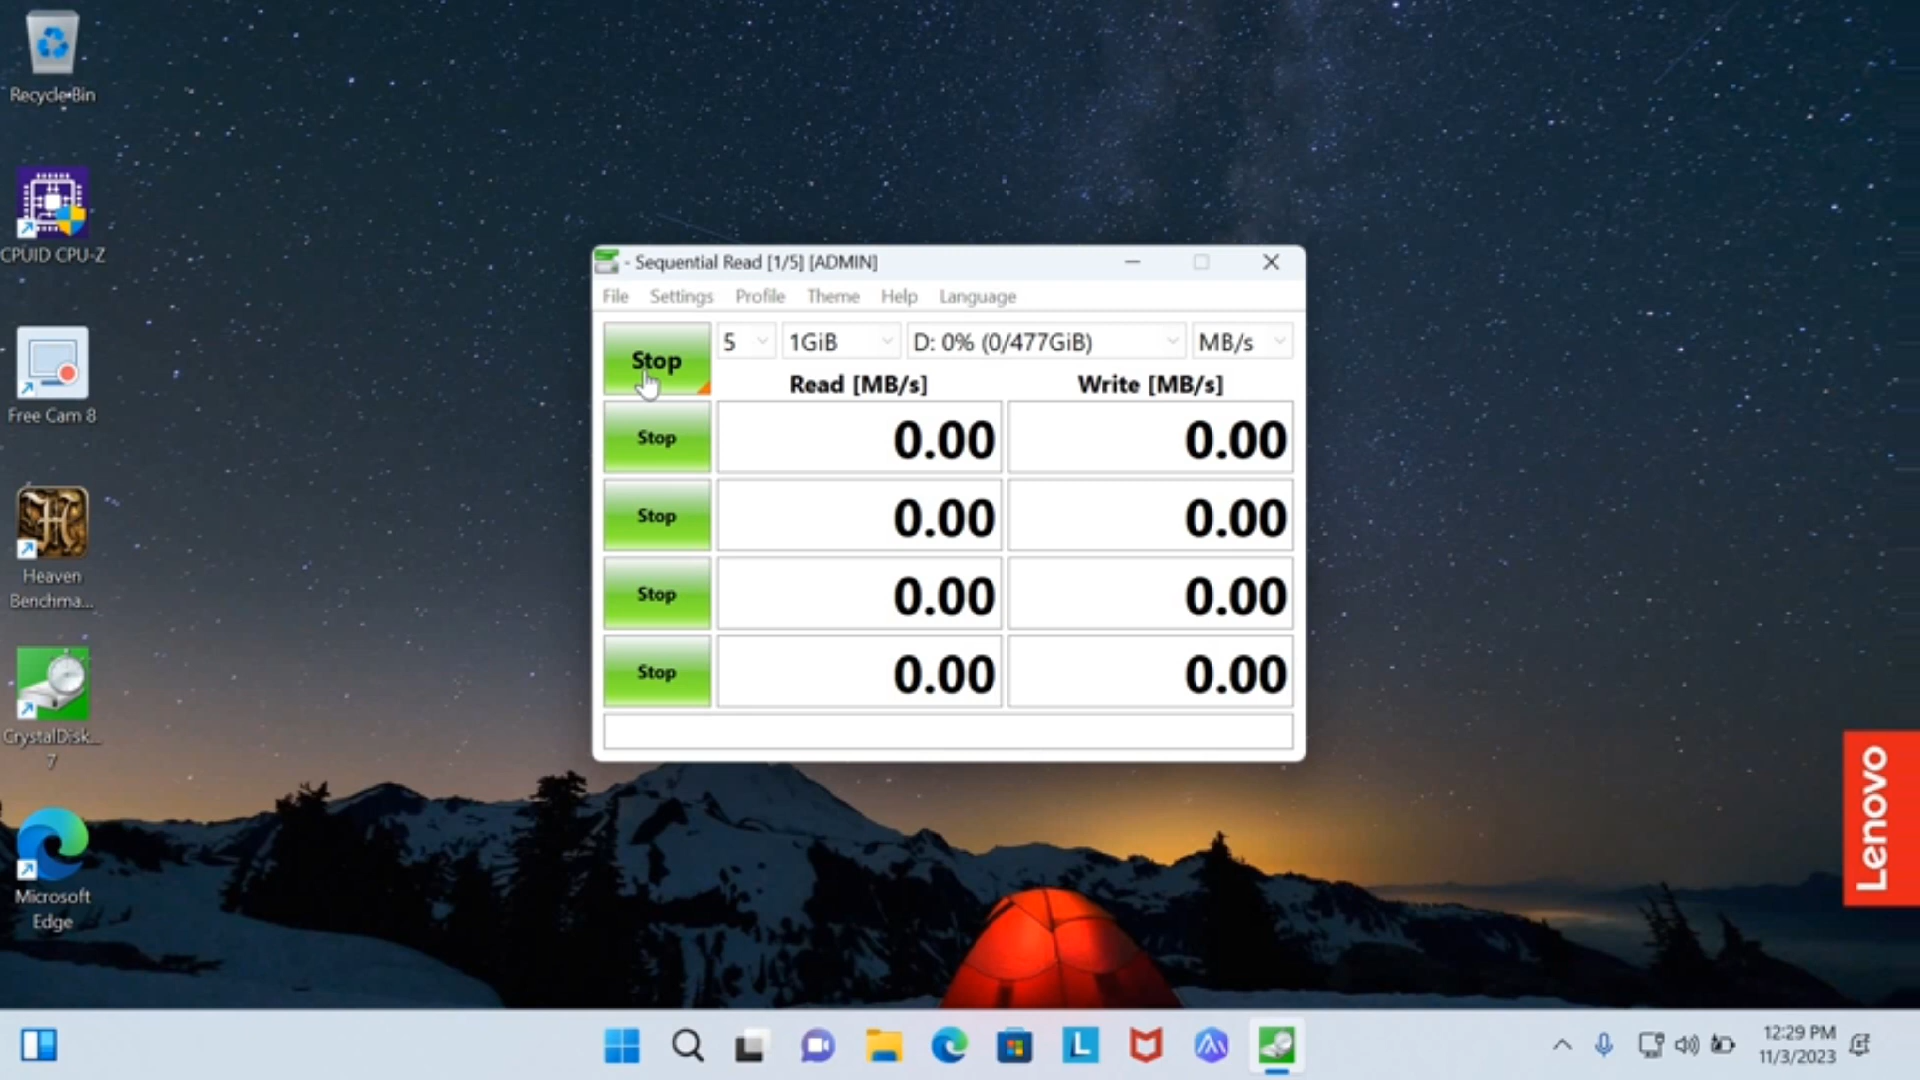 Recycle Bin
CPUID CPU-Z
Free Cam 8
Heaven
Benchma...
CrystalDisk...
7
Microsoft
Edge
- Sequential Read [1/5] [ADMIN]
File Settings Profile Theme Help Language
Stop 5 1GiB D: 0% (0/477GiB) MB/s
Read [MB/s] Write [MB/s]
Stop 0.00 0.00
Stop 0.00 0.00
Stop 0.00 0.00
Stop 0.00 0.00
Lenovo
L
12:29 PM
11/3/2023